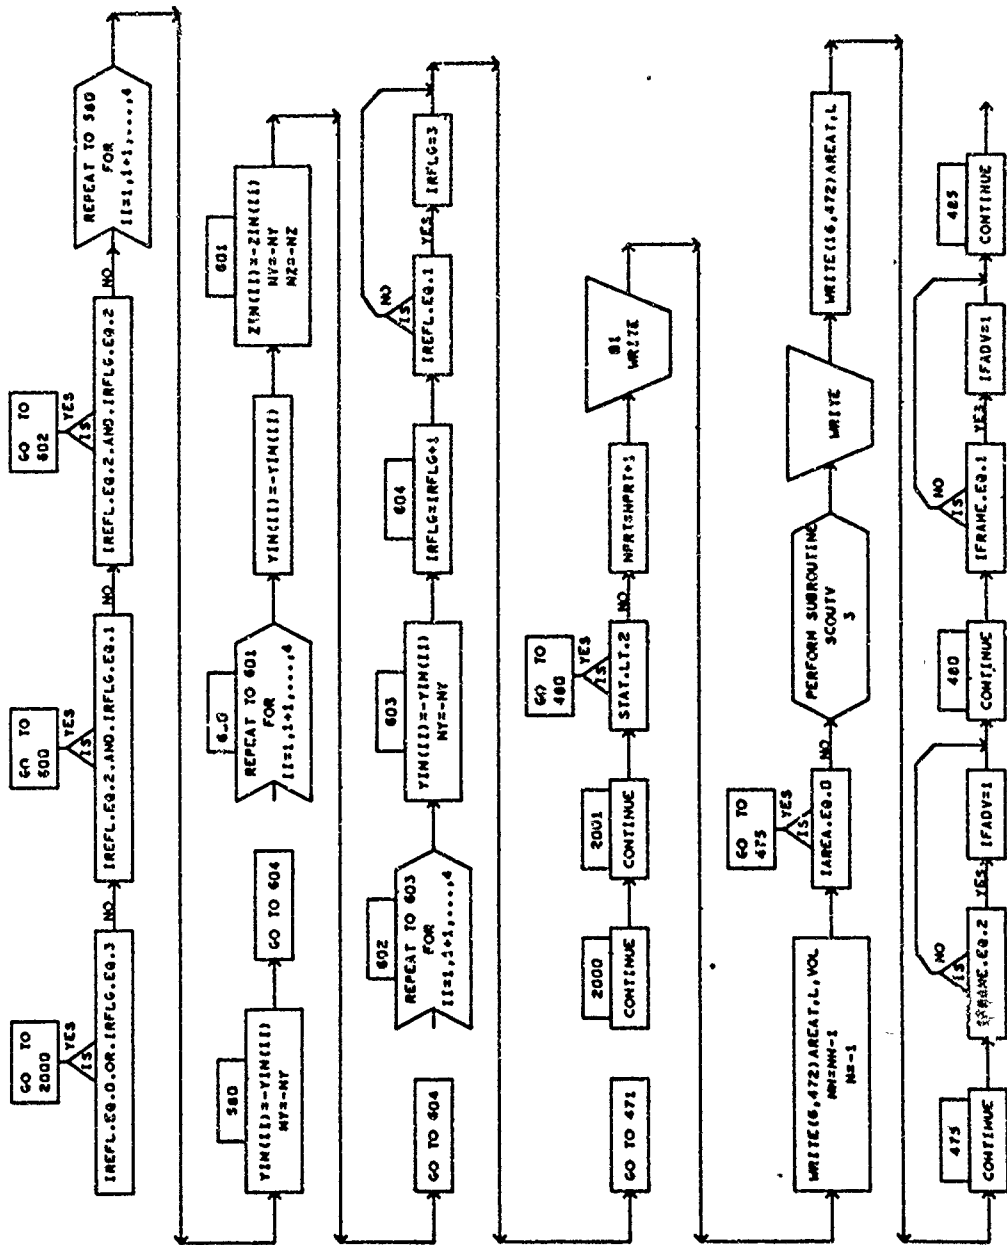 GO TO
2000
IS
YES
IREFL.EQ.0.OR.IRFLG.EQ.3
NO
GO TO
600
IS
YES
IREFL.EQ.2.AND.IRFLG.EQ.1
NO
GO TO
602
IS
YES
IREFL.EQ.2.AND.IRFLG.EQ.2
NO
REPEAT TO 580
FOR
II=1,1+1,...,4
580
YIN(II)=-YIN(II)
NY=-NY
GO TO 604
REPEAT TO 601
FOR
II=1,1+1,...,4
YIN(II)=-YIN(II)
601
ZIN(II)=-ZIN(II)
NY=-NY
NZ=-NZ
GO TO 604
602
REPEAT TO 603
FOR
II=1,1+1,...,4
603
YIN(II)=-YIN(II)
NY=-NY
604
IRFLG=IRFLG+1
NO
IS
IREFL.EQ.1
YES
IRFLG=3
GO TO 471
2000
CONTINUE
2001
CONTINUE
GO TO
480
IS
YES
STAT.LT.2
NO
NPRT=NPRT+1
WRITE
WRITE(6,472)AREAT,L,VOL
NN=NN-1
N=-1
GO TO
475
IS
YES
IAREA.EQ.0
NO
PERFORM SUBROUTINE
SCOUTV
3
WRITE
WRITE(16,472)AREAT,L
475
CONTINUE
NO
IS
YES
IFADV=1
480
CONTINUE
NO
IS
IFRAME.EQ.1
YES
IFADV=1
485
CONTINUE